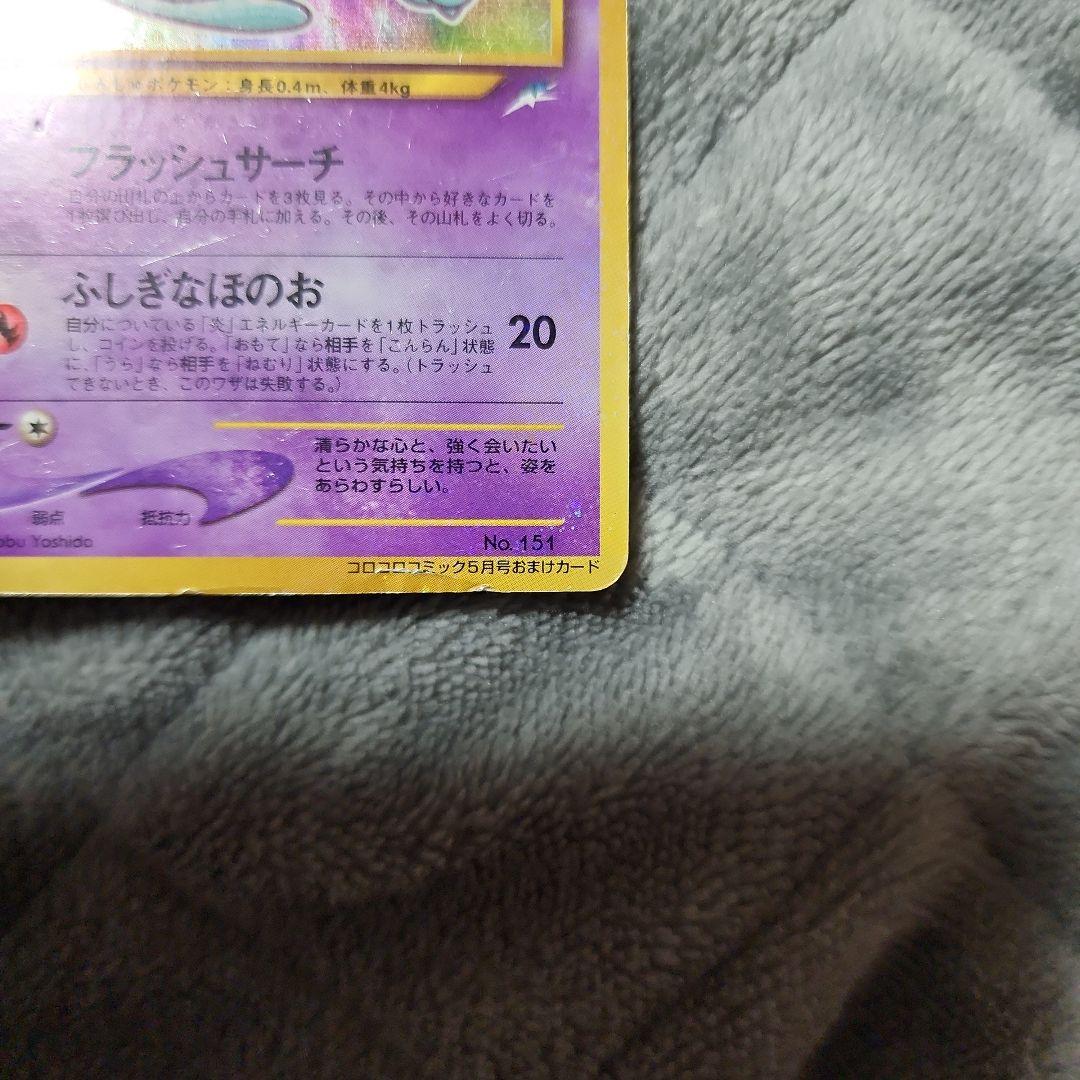 ポケモン：身長0.4m、体重4kg
フラッシュサーチ
自分の山札の上からカードを3枚見る。その中から好きなカードを
1枚選び出し、自分の手札に加える。その後、その山札をよく切る。
ふしぎなほのお
自分についている「炎」エネルギーカードを1枚トラッシュ
し、コインを投げる。「おもて」なら相手を「こんらん」状態
に、「うら」なら相手を「ねむり」状態にする。(トラッシュ
できないとき、このワザは失敗する。)
20
清らかな心と、強く会いたい
という気持ちを持つと、姿を
あらわすらしい。
弱点 抵抗力
obu Yoshida
No. 151
コロコロコミック5月号おまけカード